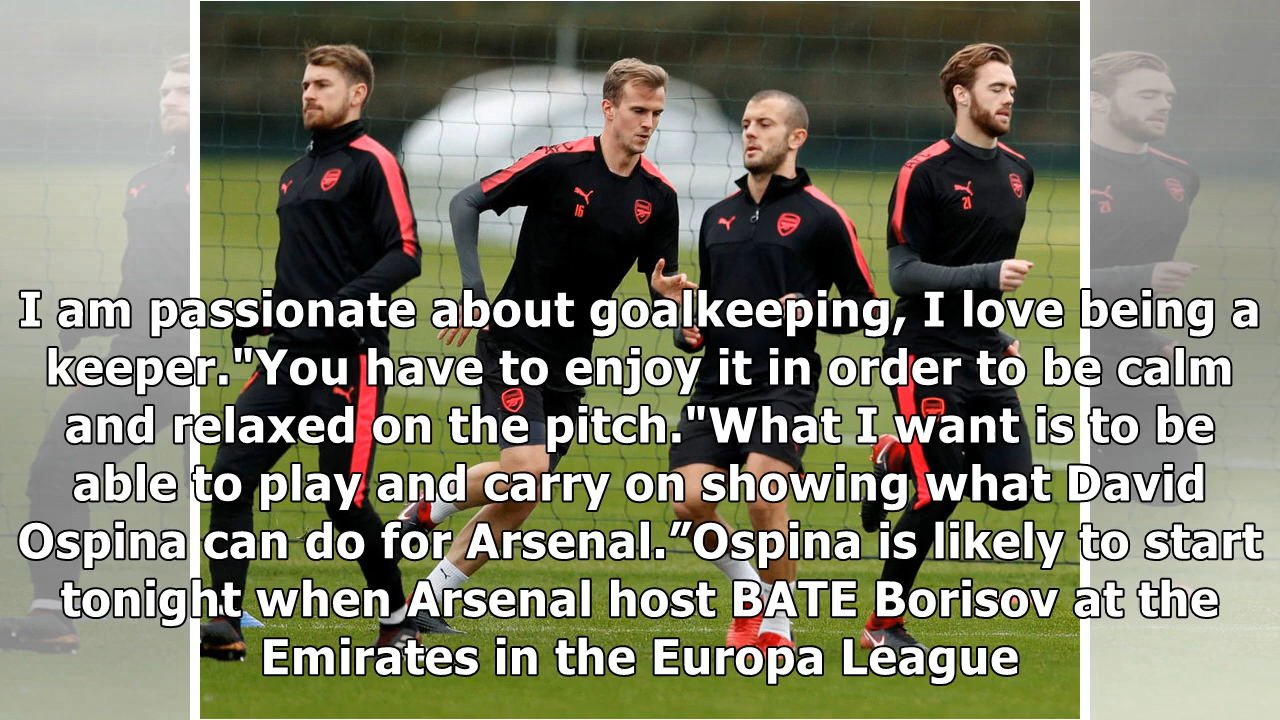 16
21
21
I am passionate about goalkeeping, I love being a
keeper."You have to enjoy it in order to be calm
and relaxed on the pitch."What I want is to be
able to play and carry on showing what David
Ospina can do for Arsenal.”Ospina is likely to start
tonight when Arsenal host BATE Borisov at the
Emirates in the Europa League